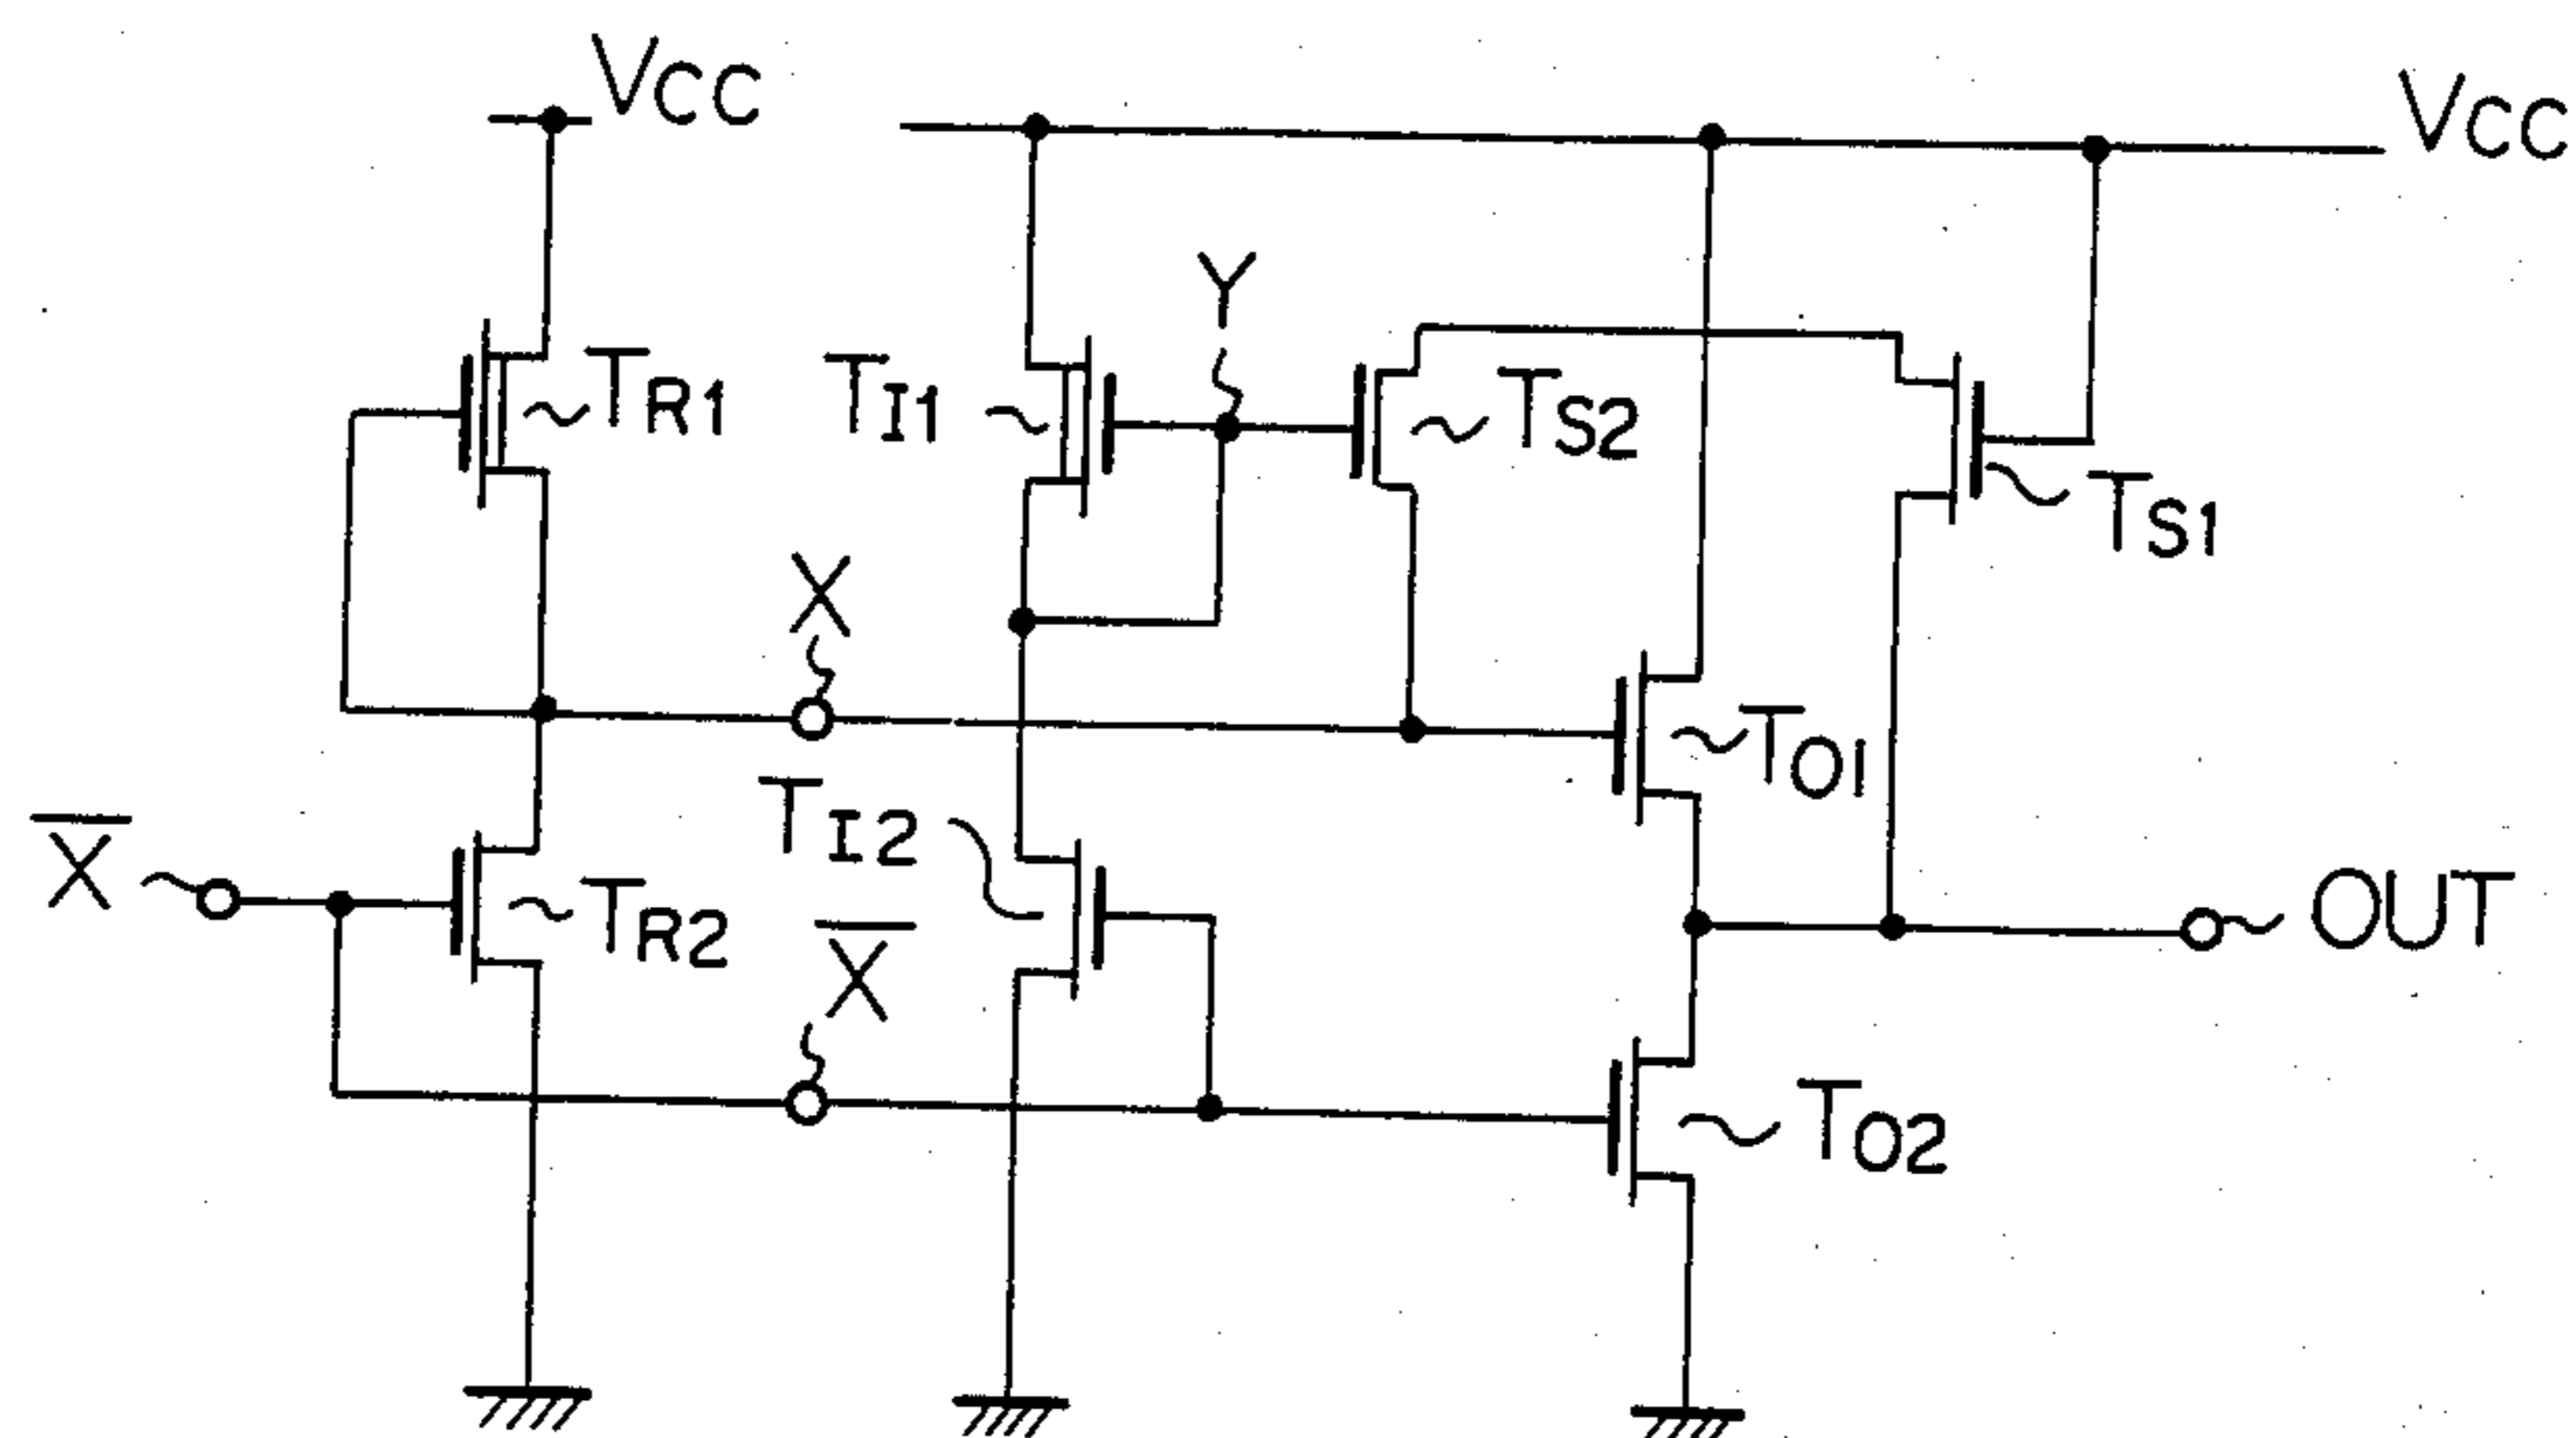 VCC
VCC
Y
TR1
TI1
TS2
TS1
X
TO1
TI2
X̅
TR2
X̅
OUT
TO2